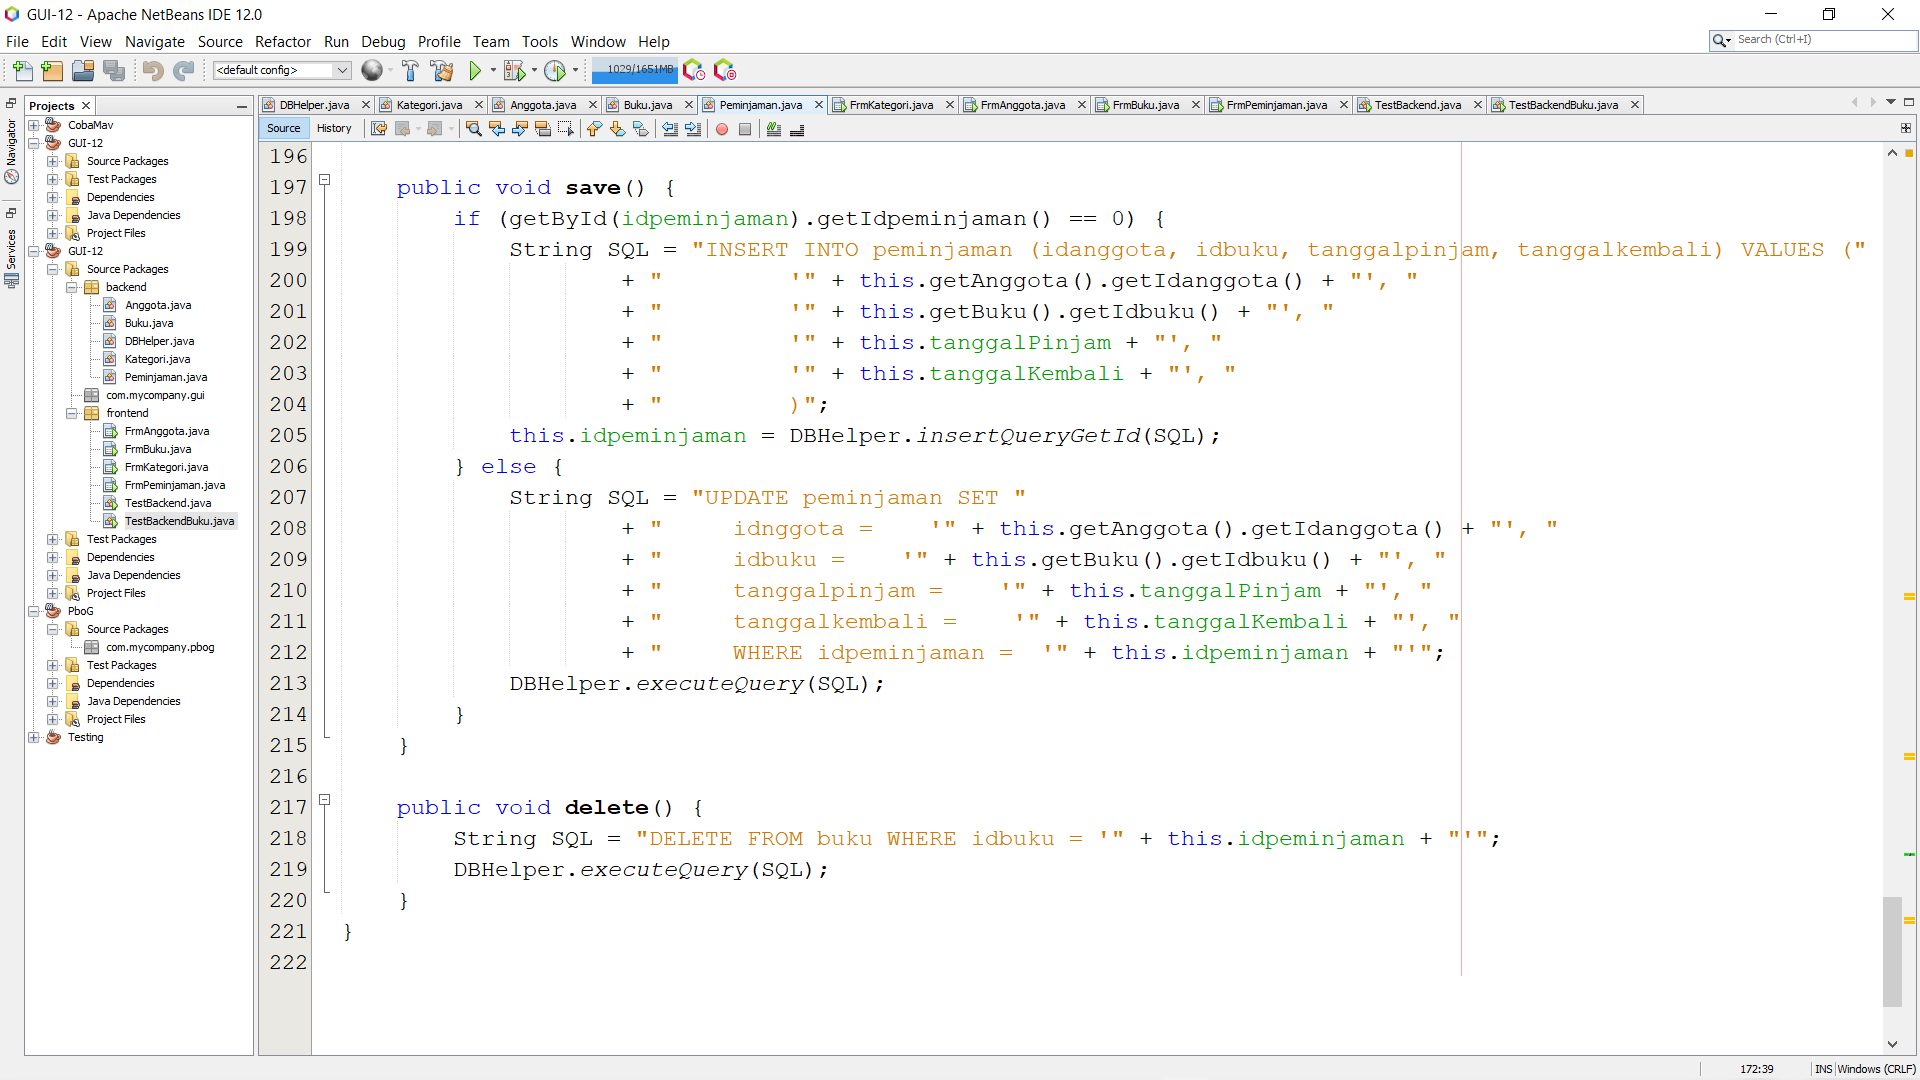 GUI-12 - Apache NetBeans IDE 12.0
File Edit View Navigate Source Refactor Run Debug Profile Team Tools Window Help
Search (Ctrl+I)
<default config>
1029/1651MB
Projects
DBHelper.java Kategori.java Anggota.java Buku.java Peminjaman.java FrmKategori.java FrmAnggota.java FrmBuku.java FrmPeminjaman.java TestBackend.java TestBackendBuku.java
Source History
Navigator
Services
CobaMav
GUI-12
Source Packages
Test Packages
Dependencies
Java Dependencies
Project Files
GUI-12
Source Packages
backend
Anggota.java
Buku.java
DBHelper.java
Kategori.java
Peminjaman.java
com.mycompany.gui
frontend
FrmAnggota.java
FrmBuku.java
FrmKategori.java
FrmPeminjaman.java
TestBackend.java
TestBackendBuku.java
Test Packages
Dependencies
Java Dependencies
Project Files
PboG
Source Packages
com.mycompany.pbog
Test Packages
Dependencies
Java Dependencies
Project Files
Testing
196
197 public void save() {
198 if (getById(idpeminjaman).getIdpeminjaman() == 0) {
199 String SQL = "INSERT INTO peminjaman (idanggota, idbuku, tanggalpinjam, tanggalkembali) VALUES ("
200 + "         '" + this.getAnggota().getIdanggota() + "', "
201 + "         '" + this.getBuku().getIdbuku() + "', "
202 + "         '" + this.tanggalPinjam + "', "
203 + "         '" + this.tanggalKembali + "', "
204 + "         )";
205 this.idpeminjaman = DBHelper.insertQueryGetId(SQL);
206 } else {
207 String SQL = "UPDATE peminjaman SET "
208 + "     idnggota =    '" + this.getAnggota().getIdanggota() + "', "
209 + "     idbuku =    '" + this.getBuku().getIdbuku() + "', "
210 + "     tanggalpinjam =    '" + this.tanggalPinjam + "', "
211 + "     tanggalkembali =    '" + this.tanggalKembali + "', "
212 + "     WHERE idpeminjaman =  '" + this.idpeminjaman + "'";
213 DBHelper.executeQuery(SQL);
214 }
215 }
216
217 public void delete() {
218 String SQL = "DELETE FROM buku WHERE idbuku = '" + this.idpeminjaman + "'";
219 DBHelper.executeQuery(SQL);
220 }
221 }
222
172:39 INS Windows (CRLF)